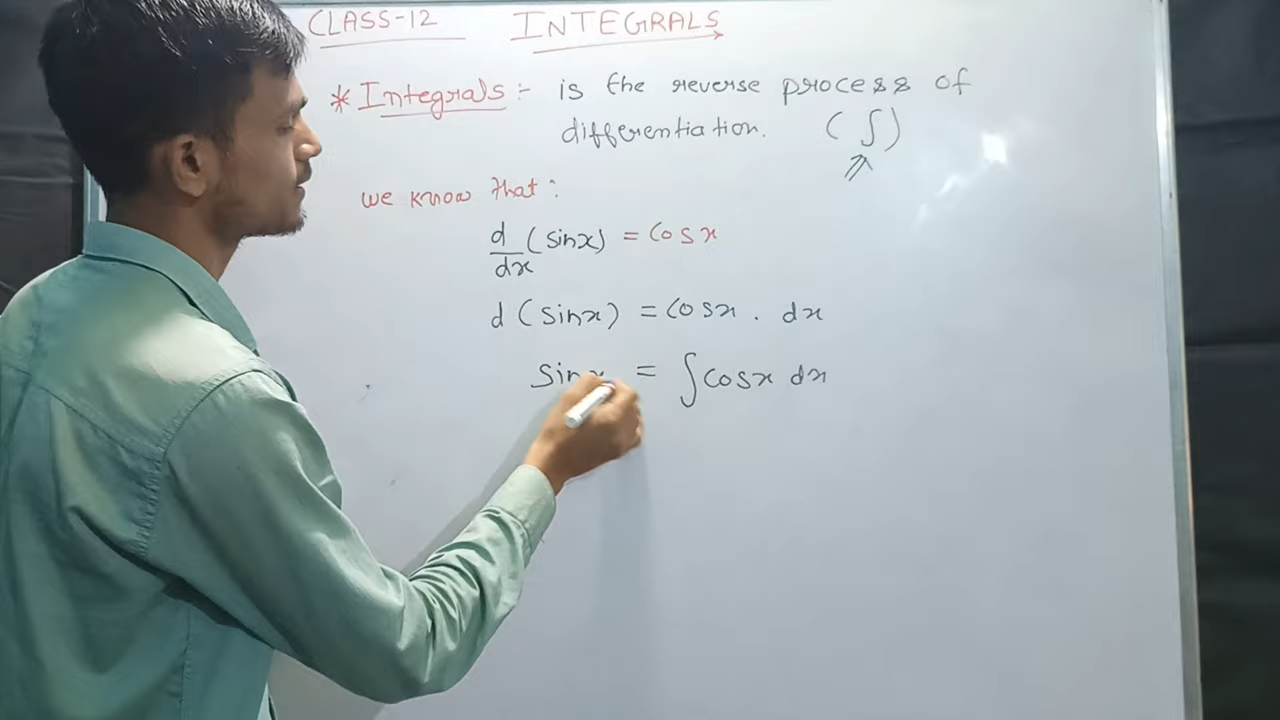 CLASS-12 INTEGRALS
* Integrals :- is the reverse process of
differentiation. ( ∫ )
we know that :
d/dx (sinx) = Cosx
d (sinx) = Cosx . dx
sinx = ∫cosx dx